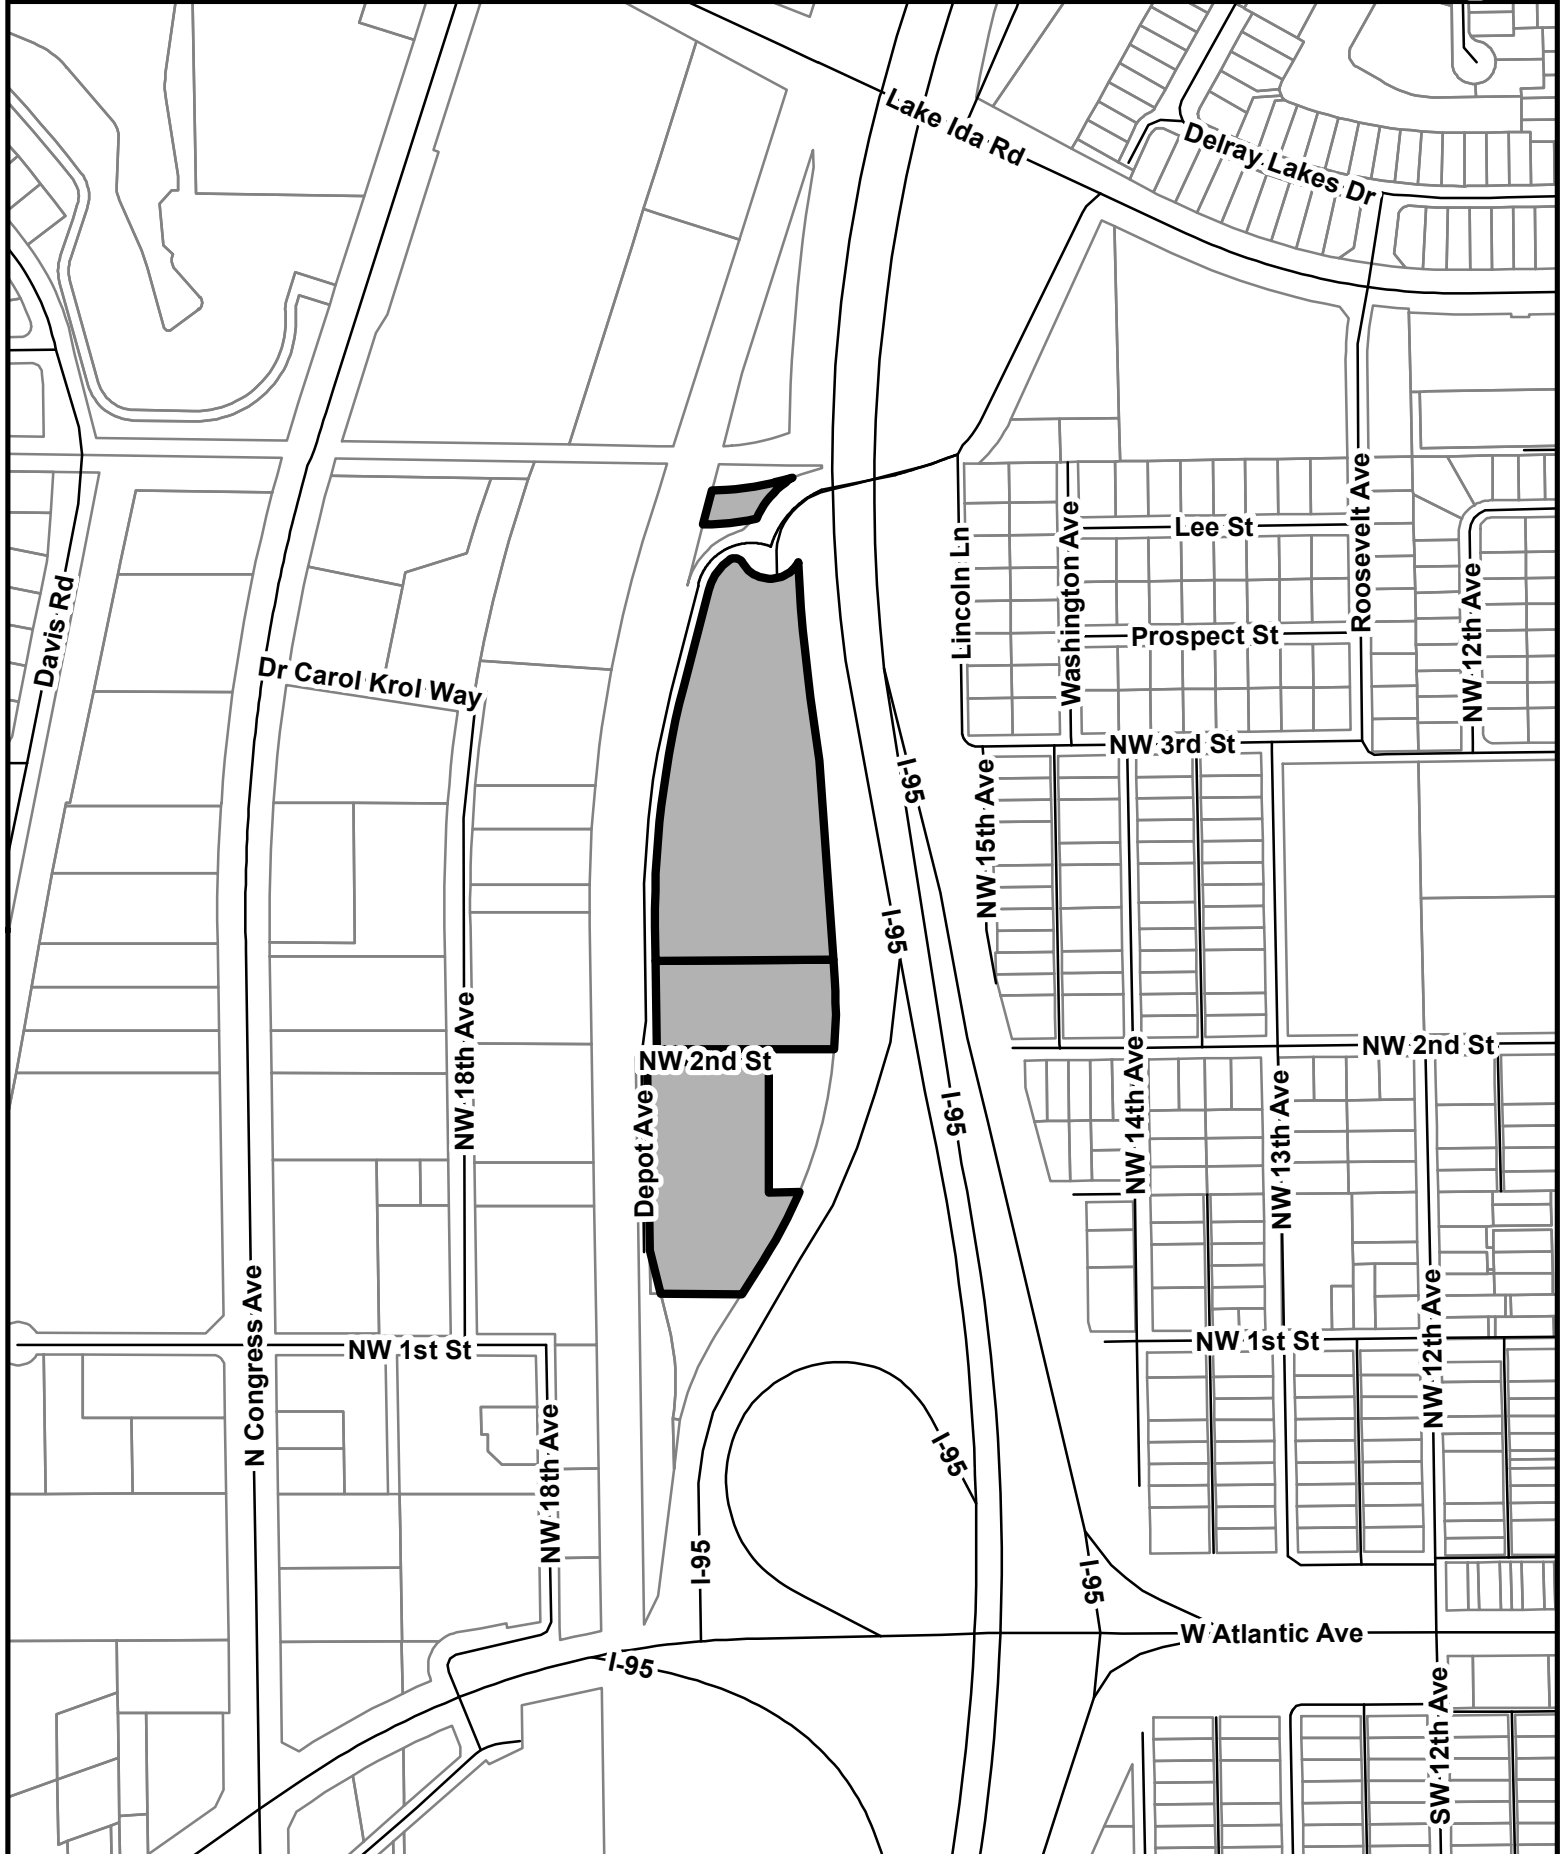 Lake Ida Rd
Delray Lakes Dr
Lee St
Roosevelt Ave
Lincoln Ln
Washington Ave
NW 12th Ave
Davis Rd
Prospect St
Dr Carol Krol Way
NW 3rd St
I-95
NW 15th Ave
I-95
NW 18th Ave
NW 2nd St
NW 2nd St
I-95
Depot Ave
NW 14th Ave
NW 13th Ave
N Congress Ave
NW 1st St
NW 1st St
NW 12th Ave
I-95
NW 18th Ave
I-95
I-95
W Atlantic Ave
I-95
SW 12th Ave